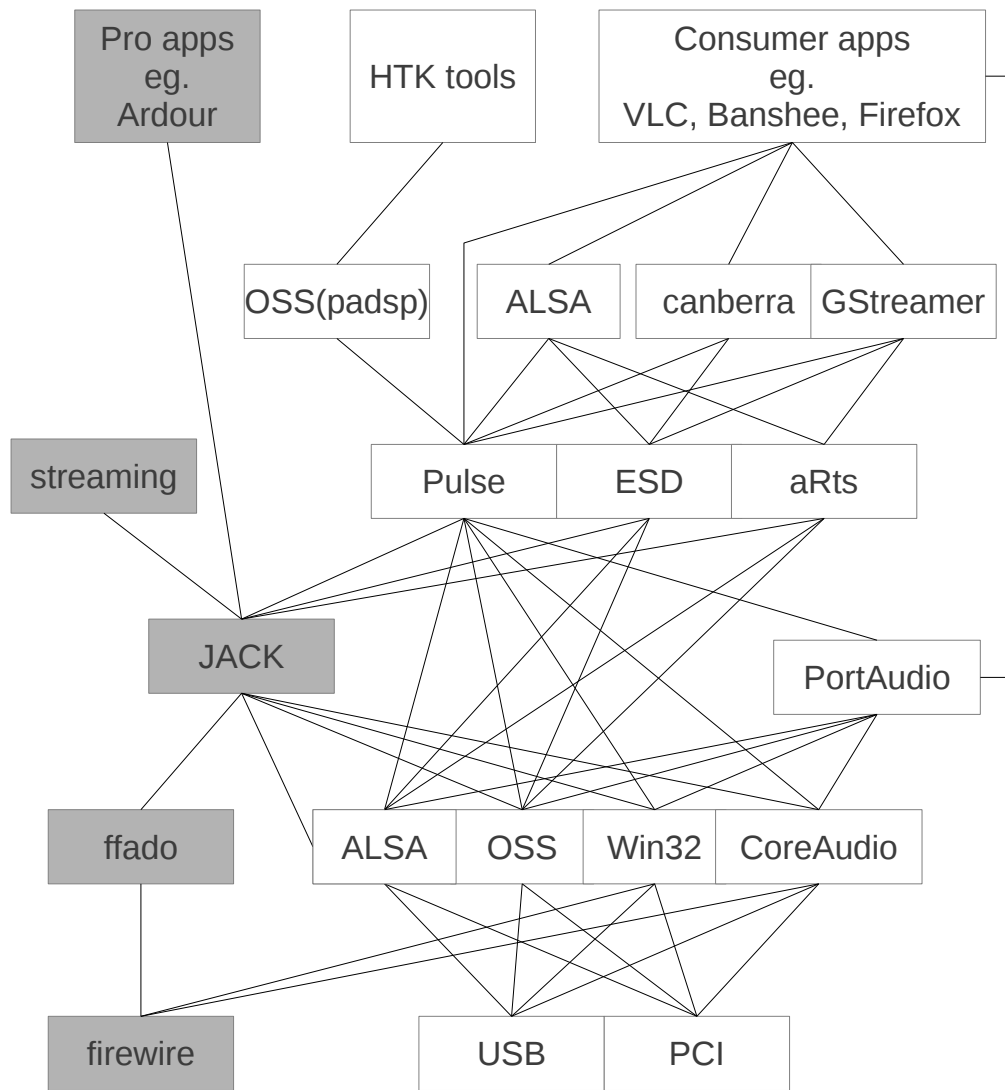 Pro apps
eg.
Ardour
HTK tools
Consumer apps
eg.
VLC, Banshee, Firefox
OSS(padsp)
ALSA
canberra
GStreamer
streaming
Pulse
ESD
aRts
JACK
PortAudio
ffado
ALSA
OSS
Win32
CoreAudio
firewire
USB
PCI